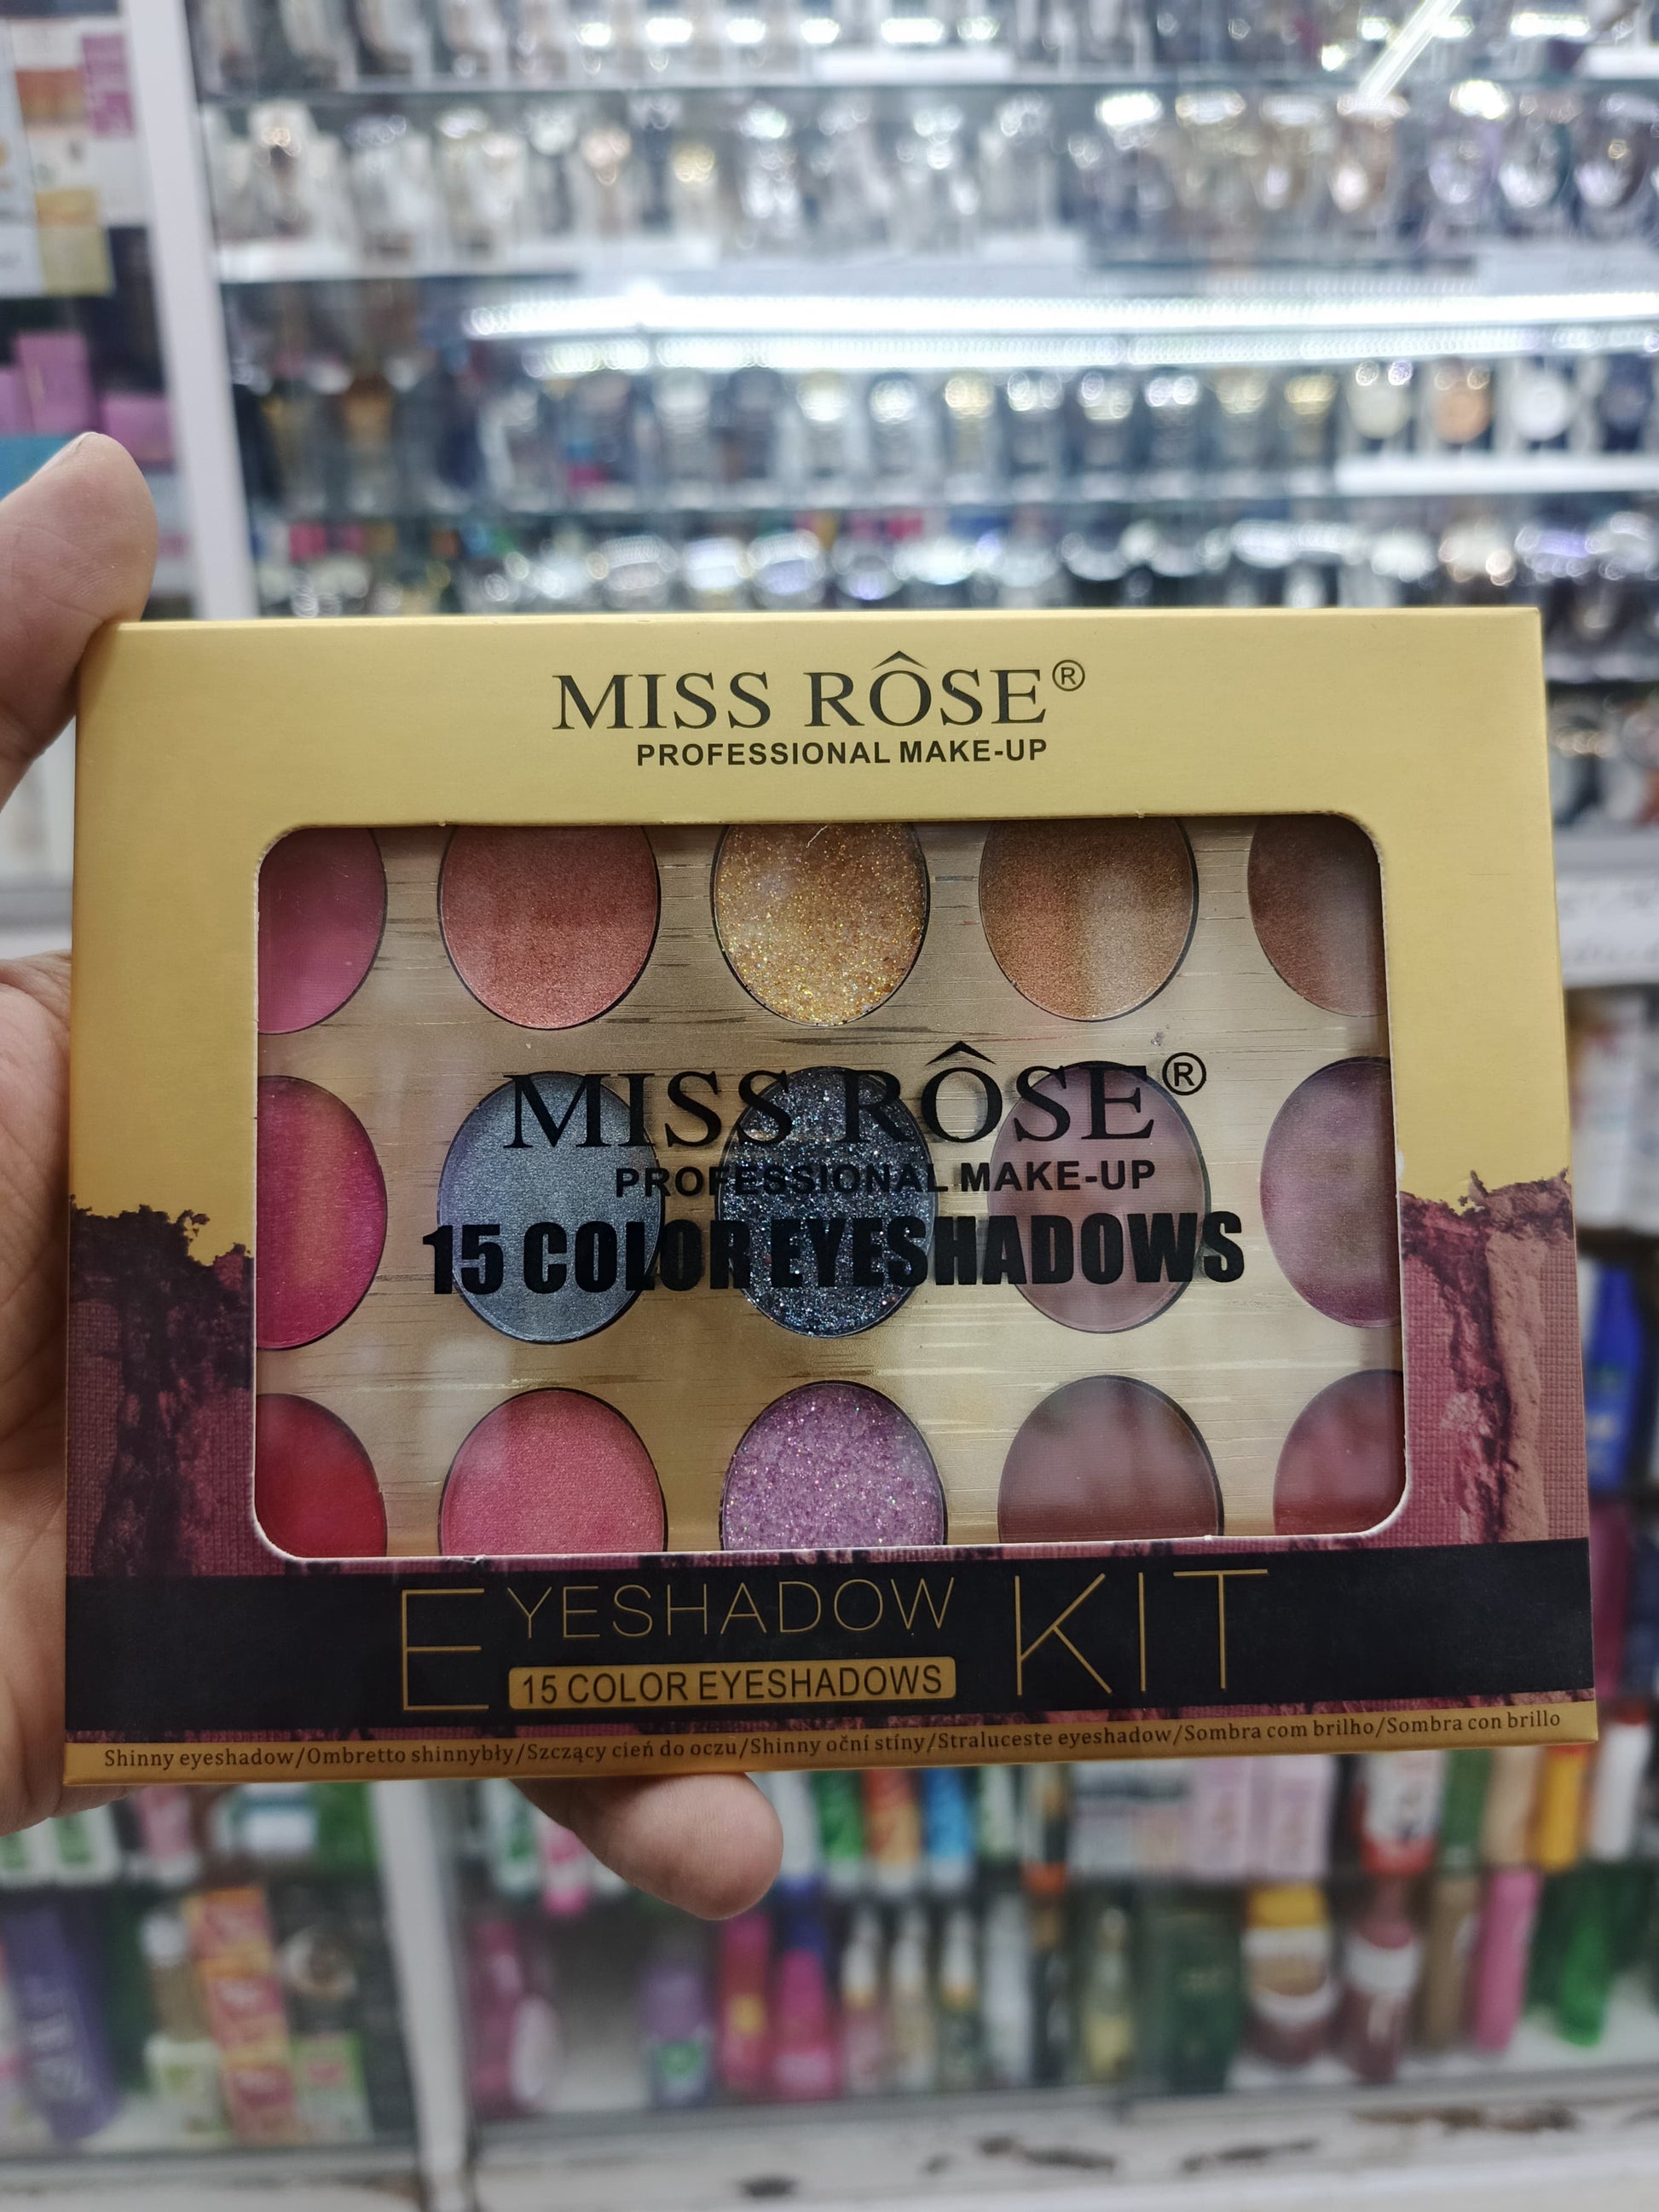 MISS RÔSE®
PROFESSIONAL MAKE-UP
MISS RÔSE®
PROFESSIONAL MAKE-UP
15 COLOR EYESHADOWS
EYESHADOW KIT
15 COLOR EYESHADOWS
Shinny eyeshadow/Ombretto shinnybły/Szczący cień do oczu/Shinny oční stíny/Straluceste eyeshadow/Sombra com brilho/Sombra con brillo